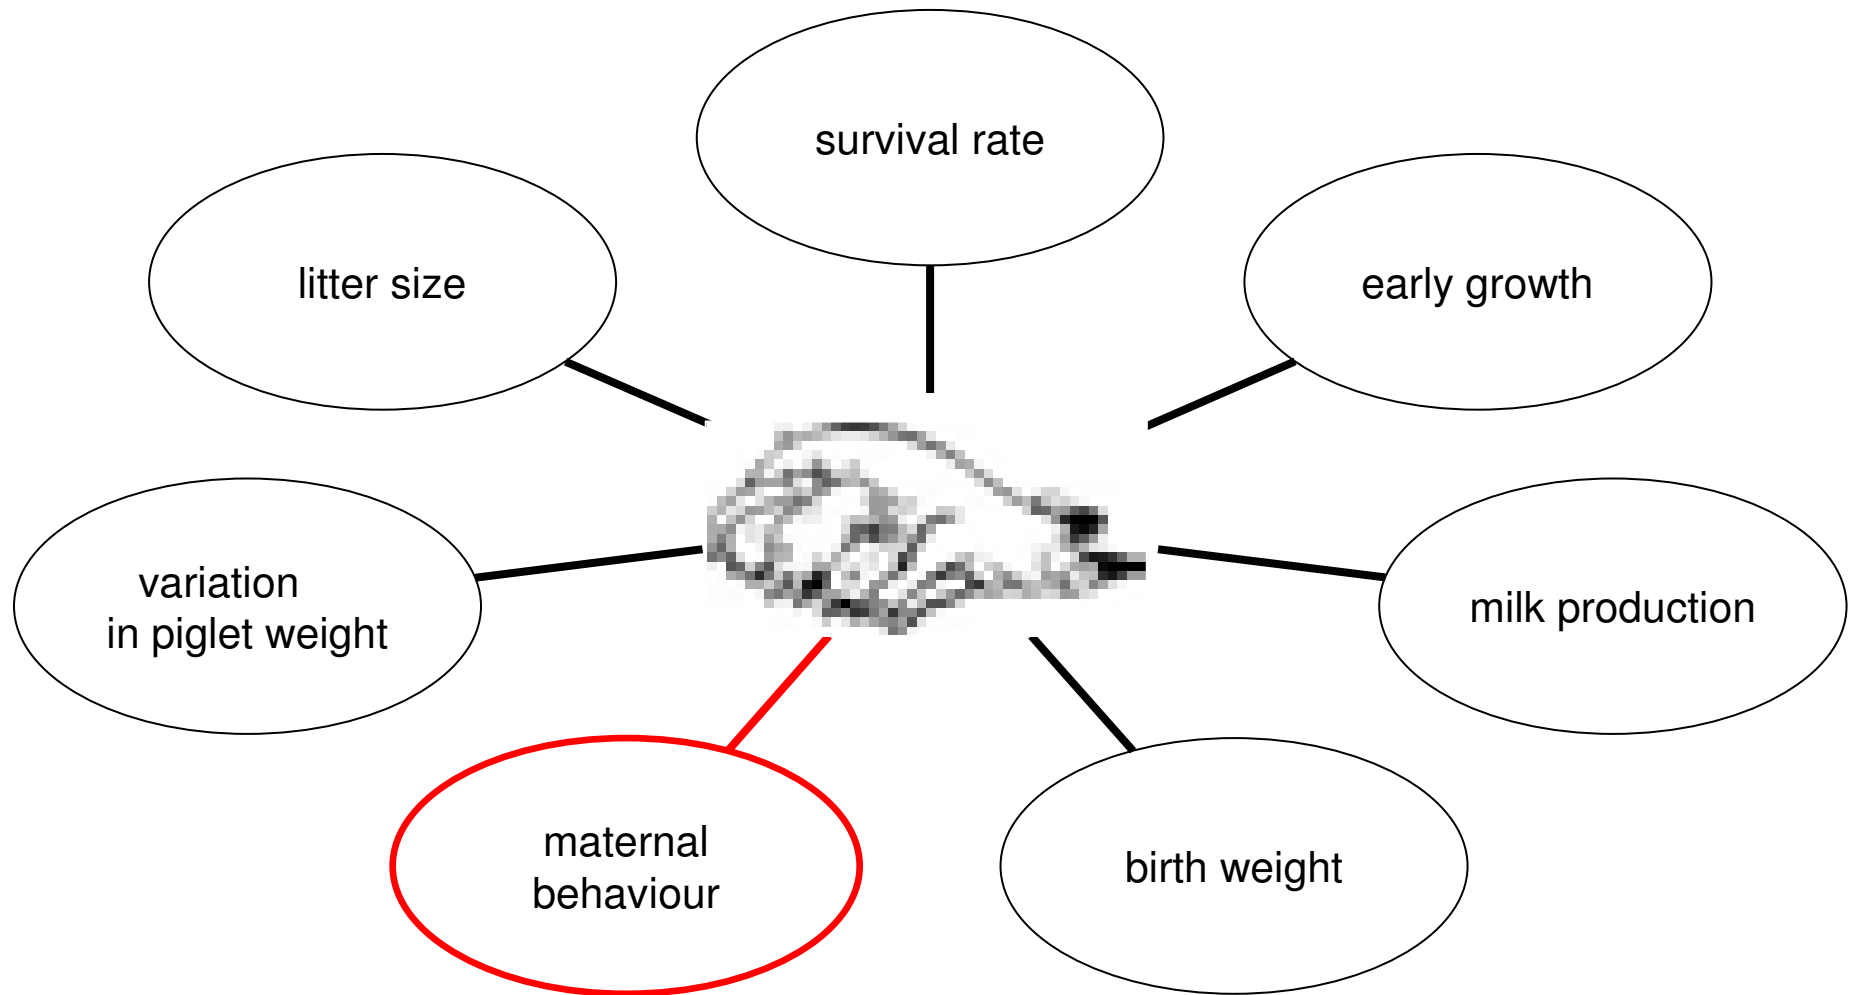 survival rate
litter size
early growth
variation
in piglet weight
milk production
maternal
behaviour
birth weight